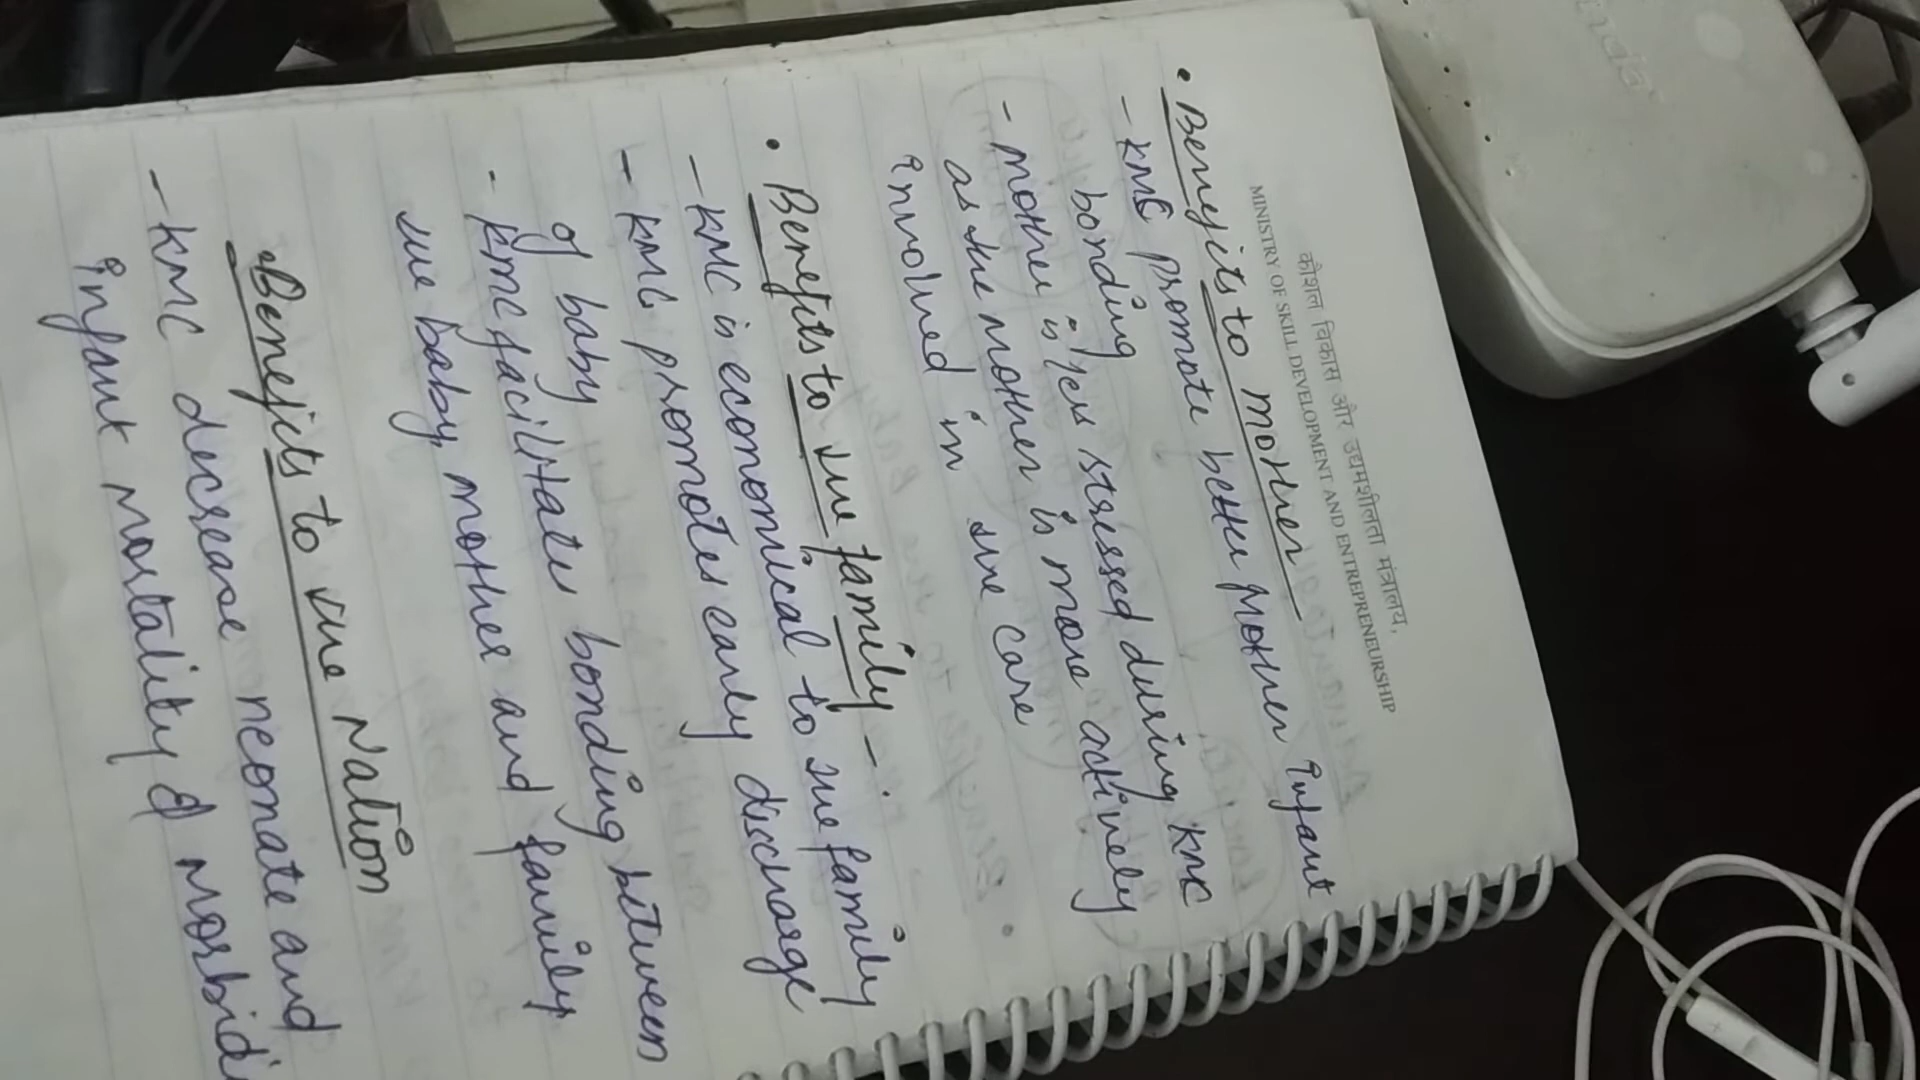 कौशल विकास और उद्यमशीलता मंत्रालय,
MINISTRY OF SKILL DEVELOPMENT AND ENTREPRENEURSHIP
• Benefits to mother
- KMC promote better Mother Infant
bonding
- Mother is less stressed during KMC
as the mother is more actively
involved in the care
• Benefits to the family -
- KMC is economical to the family
- KMC promotes early discharge
of baby
- KMC facilitates bonding between
the baby, mother and family
Benefits to the Nation
- KMC decrease neonate and
infant mortality & morbidi